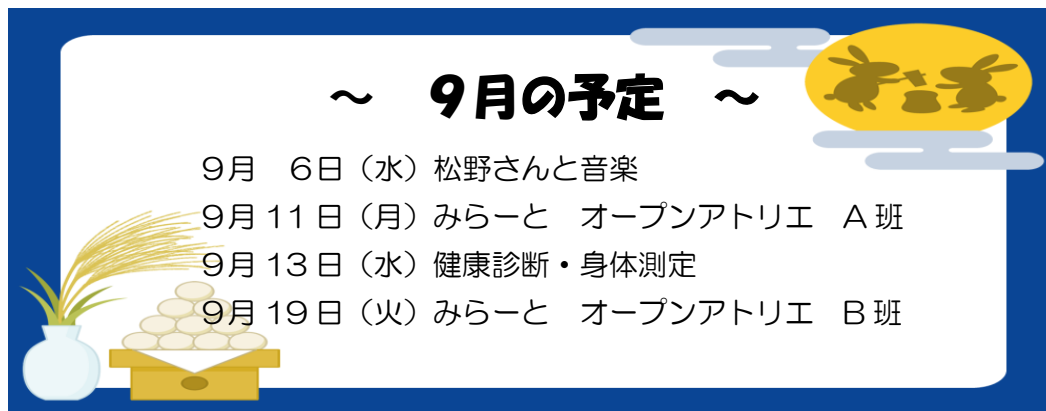 ～　９月の予定　～
９月　６日（水）松野さんと音楽
９月11日（月）みらーと　オープンアトリエ　Ａ班
９月13日（水）健康診断・身体測定
９月19日（火）みらーと　オープンアトリエ　Ｂ班